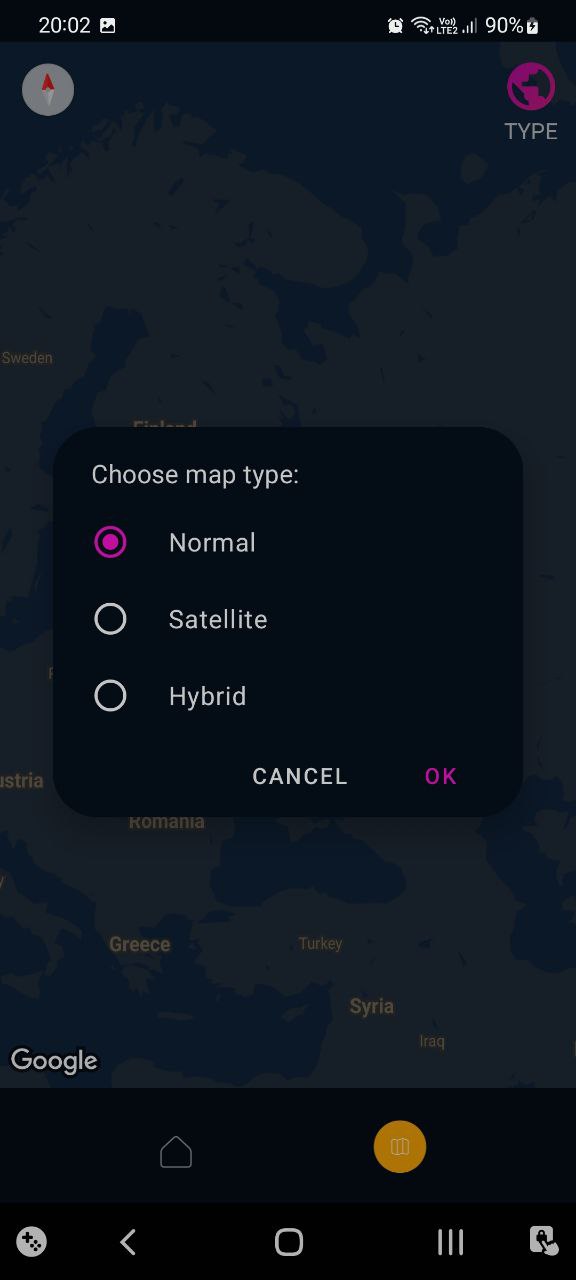 20:02
Vo)
LTE2
90%
TYPE
Sweden
Finland
Choose map type:
Normal
Satellite
Hybrid
CANCEL
OK
ustria
Romania
Greece
Turkey
Syria
Iraq
Google